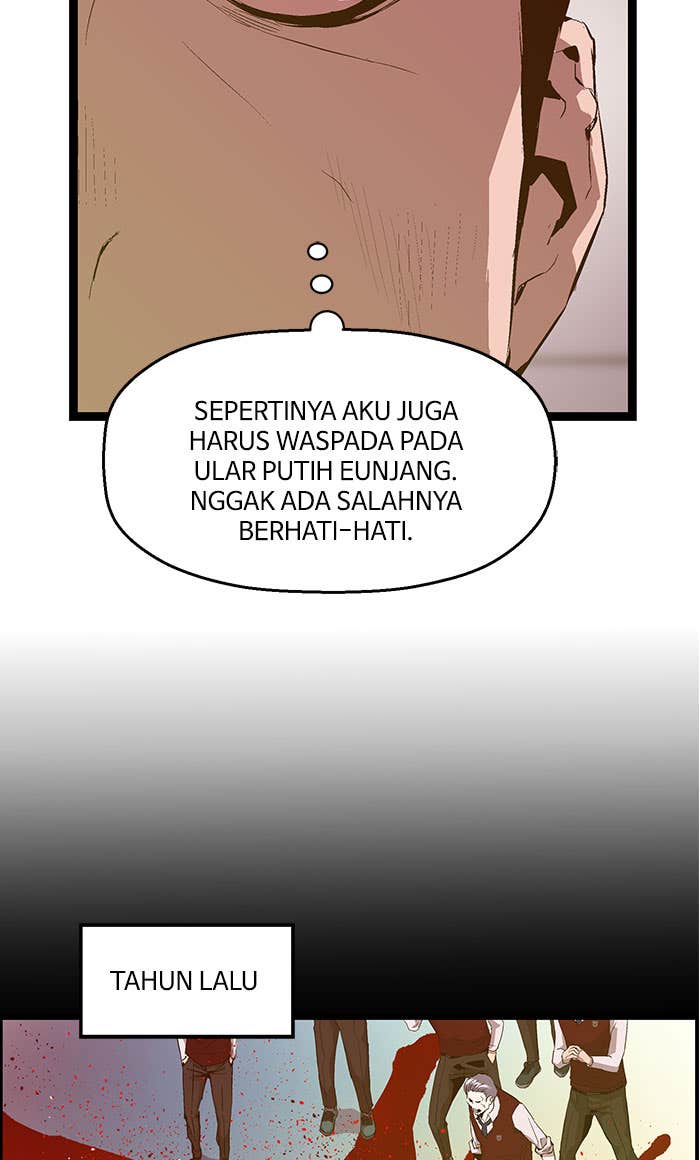 SEPERTINYA AKU JUGA
HARUS WASPADA PADA
ULAR PUTIH EUNJANG.
NGGAK ADA SALAHNYA
BERHATI-HATI.
TAHUN LALU